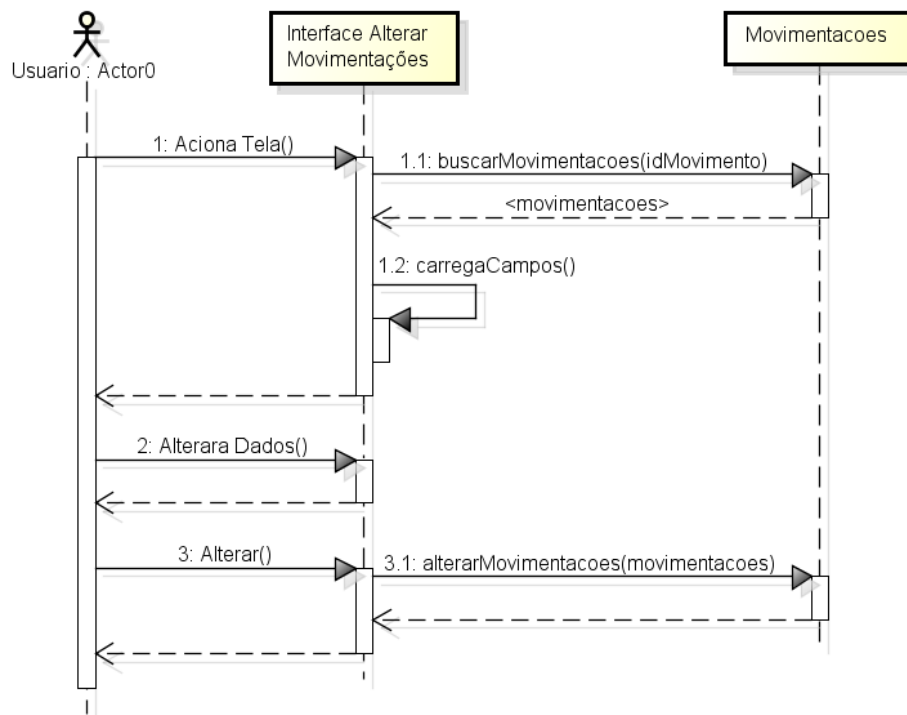 Usuario : Actor0
Interface Alterar
Movimentações
Movimentacoes
1: Aciona Tela()
1.1: buscarMovimentacoes(idMovimento)
<movimentacoes>
1.2: carregaCampos()
2: Alterara Dados()
3: Alterar()
3.1: alterarMovimentacoes(movimentacoes)